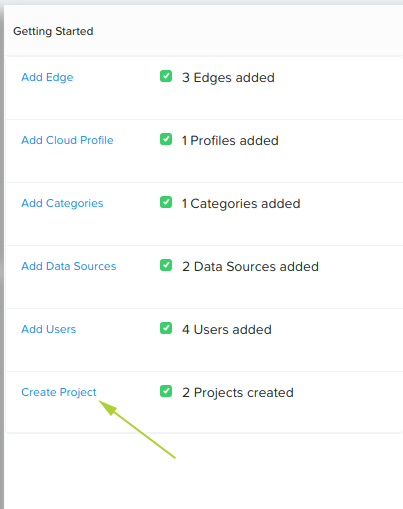 Getting Started
Add Edge 3 Edges added
Add Cloud Profile 1 Profiles added
Add Categories 1 Categories added
Add Data Sources 2 Data Sources added
Add Users 4 Users added
Create Project 2 Projects created